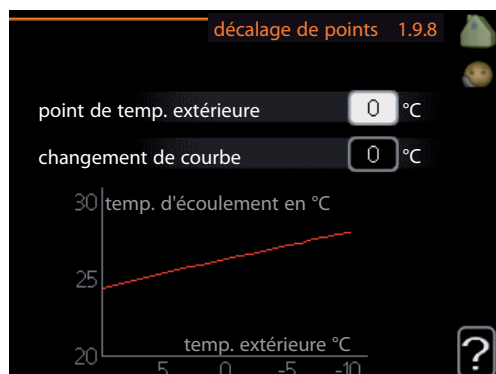 décalage de points 1.9.8
point de temp. extérieure 0 °C
changement de courbe 0 °C
30 temp. d'écoulement en °C
25
temp. extérieure °C
20
5 0 -5 -10
?